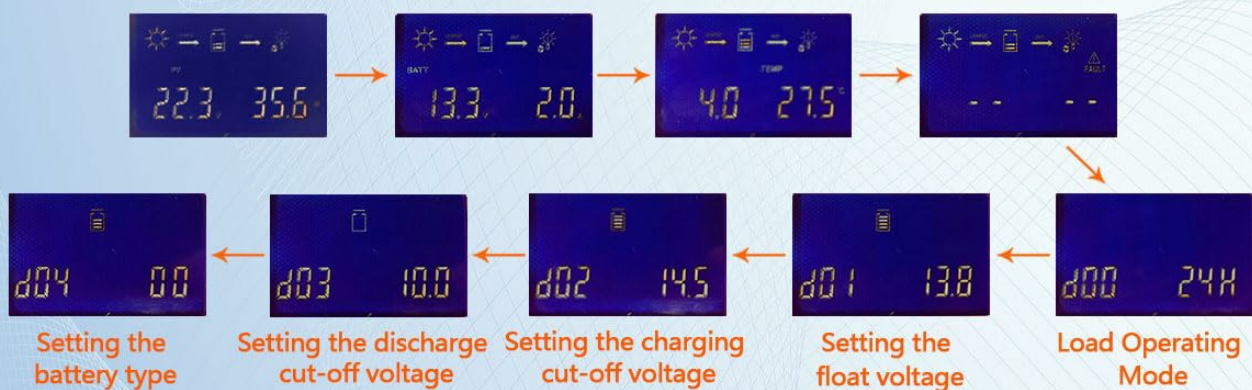 PV
22.3 V 35.6
BATT
13.3 V 2.0 A
TEMP
4.0 27.5 °C
FAULT
-- --
d04 00
d03 10.0
d02 14.5
d01 13.8
d00 24H
Setting the
battery type
Setting the discharge
cut-off voltage
Setting the charging
cut-off voltage
Setting the
float voltage
Load Operating
Mode